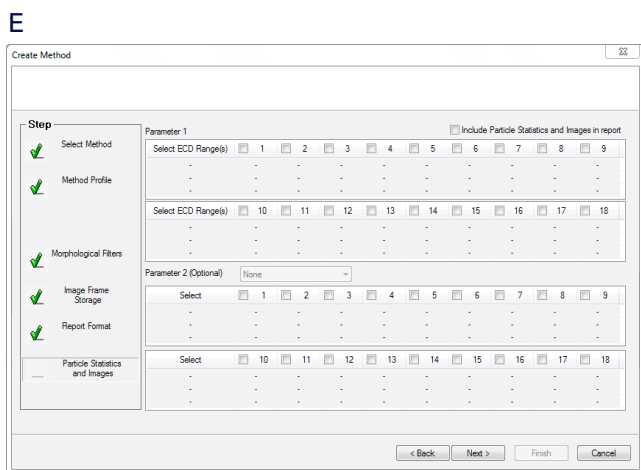 E
Create Method
Step
Select Method
Method Profile
Morphological Filters
Image Frame
Storage
Report Format
Particle Statistics
and Images
Parameter 1
Include Particle Statistics and Images in report
Select ECD Range(s) 1 2 3 4 5 6 7 8 9
- - - - - - - - - -
- - - - - - - - - -
Select ECD Range(s) 10 11 12 13 14 15 16 17 18
- - - - - - - - - -
- - - - - - - - - -
Parameter 2 (Optional) None
Select 1 2 3 4 5 6 7 8 9
- - - - - - - - - -
- - - - - - - - - -
Select 10 11 12 13 14 15 16 17 18
- - - - - - - - - -
- - - - - - - - - -
< Back Next > Finish Cancel